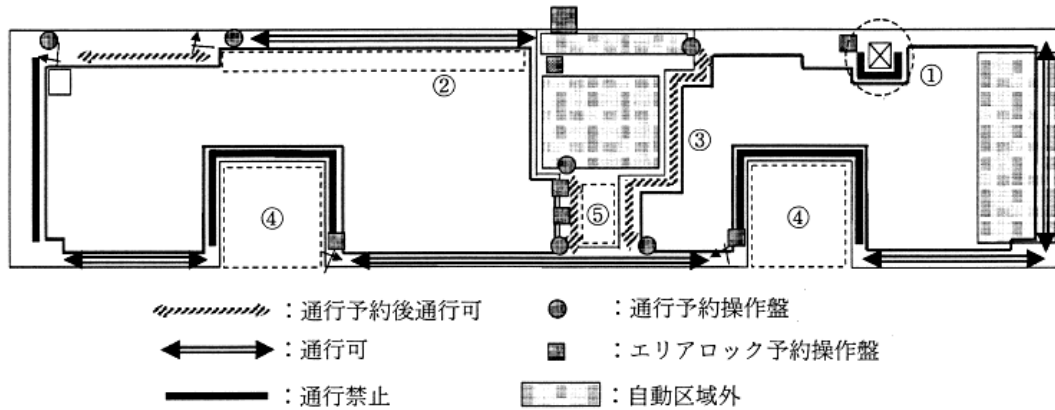 ①
②
③
④
⑤
④
：通行予約後通行可
：通行予約操作盤
：通行可
：エリアロック予約操作盤
：通行禁止
：自動区域外